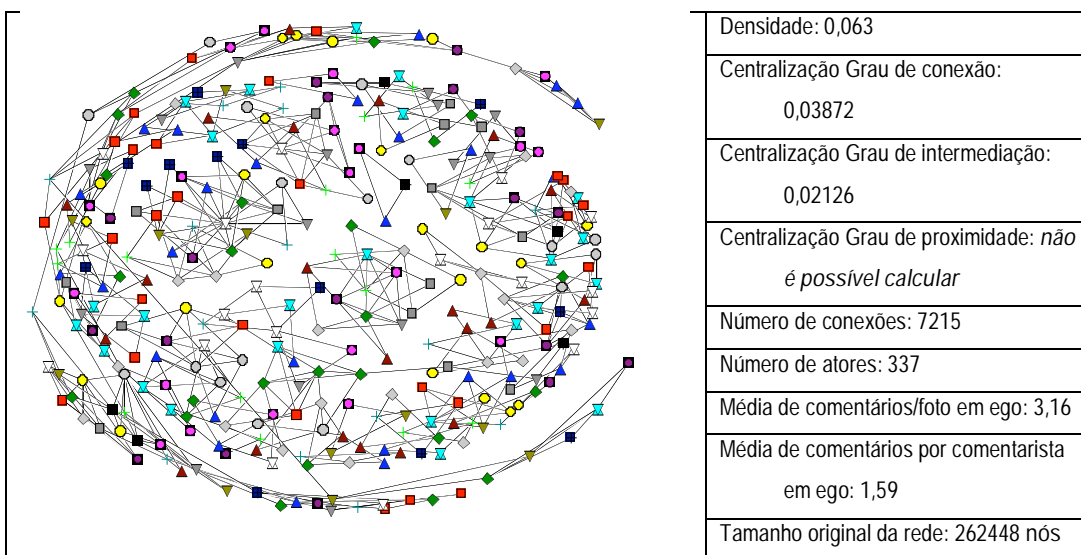 Densidade: 0,063
Centralização Grau de conexão:
0,03872
Centralização Grau de intermediação:
0,02126
Centralização Grau de proximidade: não
é possível calcular
Número de conexões: 7215
Número de atores: 337
Média de comentários/foto em ego: 3,16
Média de comentários por comentarista
em ego: 1,59
Tamanho original da rede: 262448 nós